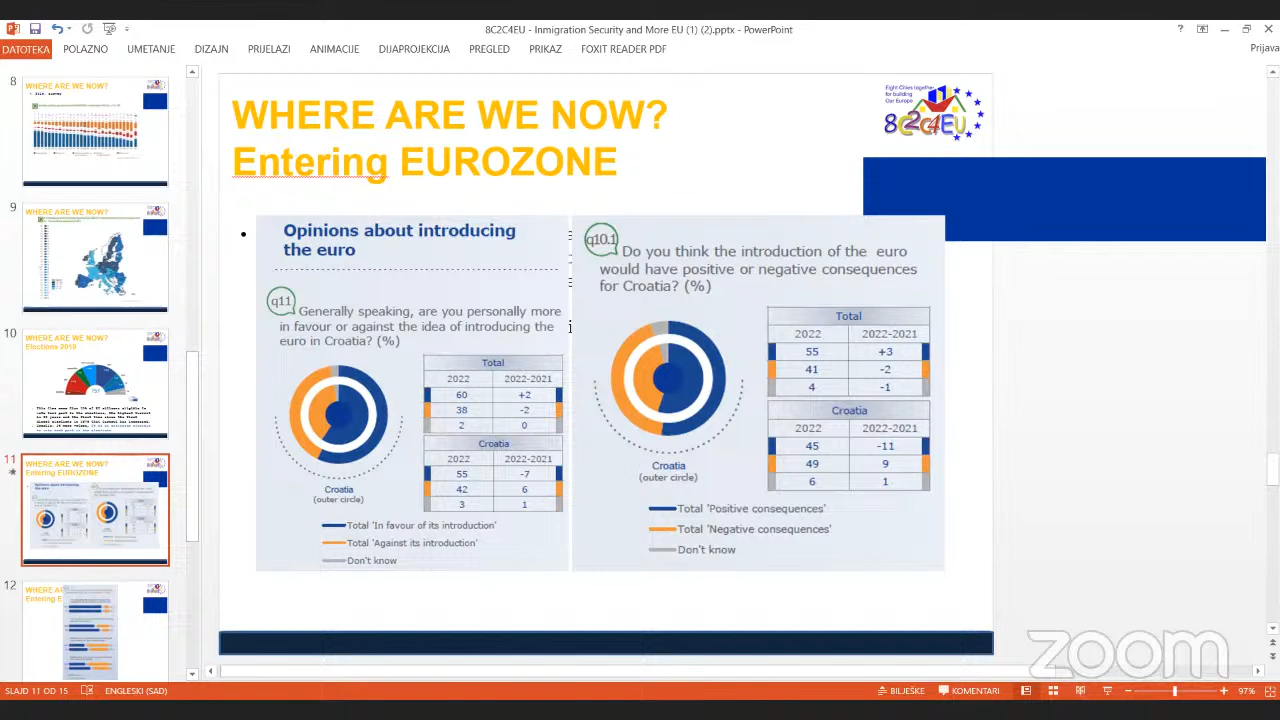 8C2C4EU - Inmigration Security and More EU (1) (2).pptx - PowerPoint
DATOTEKA POLAZNO UMETANJE DIZAJN PRIJELAZI ANIMACIJE DIJAPROJEKCIJA PREGLED PRIKAZ FOXIT READER PDF
Prijava
8
WHERE ARE WE NOW?
9
WHERE ARE WE NOW?
10
WHERE ARE WE NOW?
Elections 2019
11
WHERE ARE WE NOW?
Entering EUROZONE
12
WHERE ARE WE NOW?
WHERE ARE WE NOW?
Entering EUROZONE
Eight Cities together
for building
Our Europe
8C2C4EU
Opinions about introducing
the euro
q11
Generally speaking, are you personally more
in favour or against the idea of introducing the
euro in Croatia? (%)
Total
2022 2022-2021
60 +2
38 -2
2 0
Croatia
2022 2022-2021
55 -7
42 6
3 1
Croatia
(outer circle)
Total 'In favour of its introduction'
Total 'Against its introduction'
Don't know
q10.1
Do you think the introduction of the euro
would have positive or negative consequences
for Croatia? (%)
Total
2022 2022-2021
55 +3
41 -2
4 -1
Croatia
2022 2022-2021
45 -11
49 9
6 1
Croatia
(outer circle)
Total 'Positive consequences'
Total 'Negative consequences'
Don't know
zoom
SLAJD 11 OD 15 ENGLESKI (SAD) BILJEŠKE KOMENTARI 97%